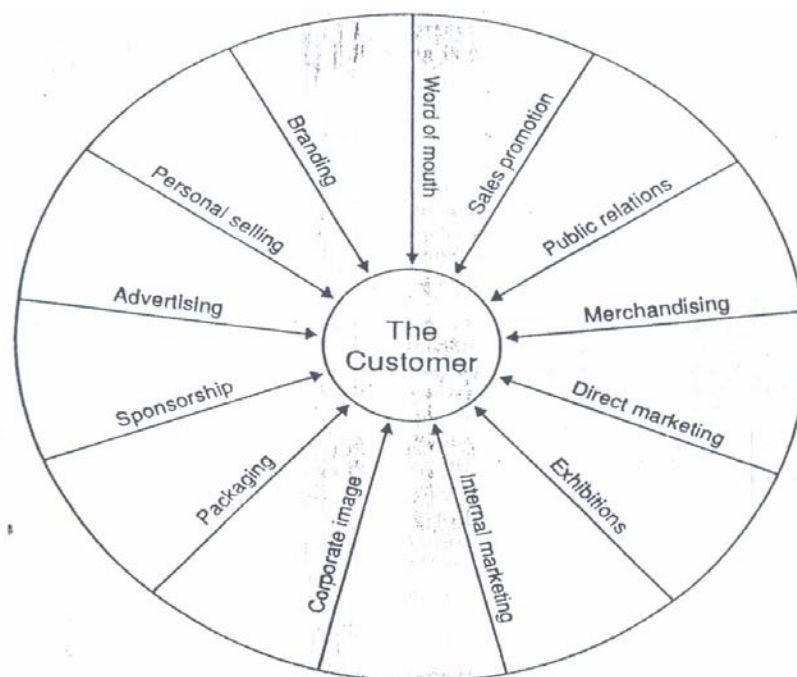 Word of mouth
Sales promotion
Public relations
Merchandising
Direct marketing
Exhibitions
Internal marketing
Corporate image
Packaging
Sponsorship
Advertising
Personal selling
Branding
The
Customer